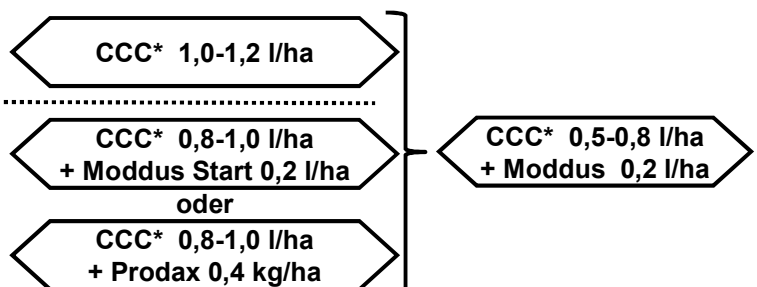 CCC* 1,0-1,2 l/ha
CCC* 0,8-1,0 l/ha
+ Moddus Start 0,2 l/ha
oder
CCC* 0,8-1,0 l/ha
+ Prodax 0,4 kg/ha
CCC* 0,5-0,8 l/ha
+ Moddus 0,2 l/ha